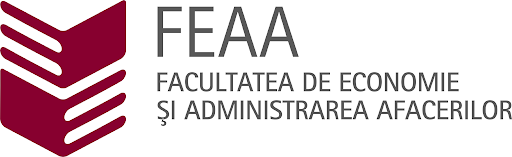 FEAA
FACULTATEA DE ECONOMIE
ŞI ADMINISTRAREA AFACERILOR